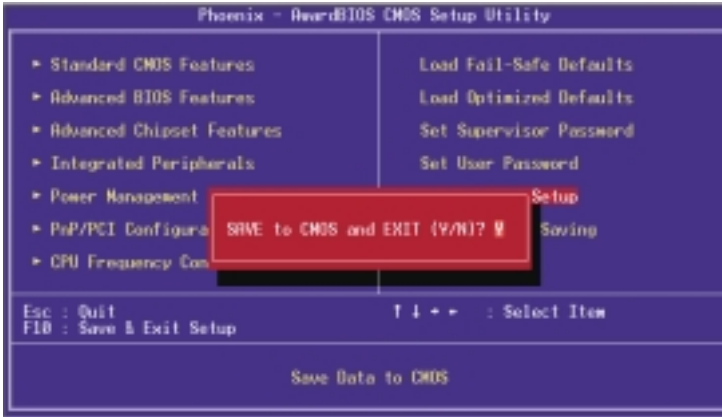 Phoenix - AwardBIOS CMOS Setup Utility
► Standard CMOS Features
► Advanced BIOS Features
► Advanced Chipset Features
► Integrated Peripherals
► Power Management
► PnP/PCI Configura
► CPU Frequency Con
Load Fail-Safe Defaults
Load Optimized Defaults
Set Supervisor Password
Set User Password
Setup
Saving
SAVE to CMOS and EXIT (Y/N)? Y
Esc : Quit
F10 : Save & Exit Setup
↑ ↓ → ← : Select Item
Save Data to CMOS